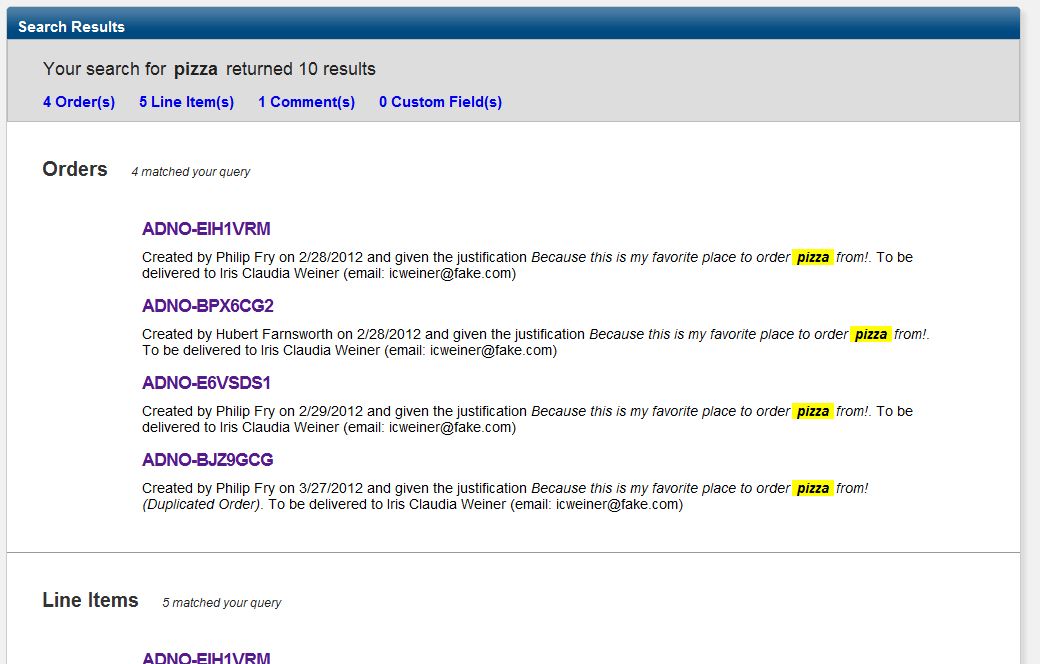 Search Results
Your search for pizza returned 10 results
4 Order(s) 5 Line Item(s) 1 Comment(s) 0 Custom Field(s)
Orders 4 matched your query
ADNO-EIH1VRM
Created by Philip Fry on 2/28/2012 and given the justification Because this is my favorite place to order pizza from!. To be
delivered to Iris Claudia Weiner (email: icweiner@fake.com)
ADNO-BPX6CG2
Created by Hubert Farnsworth on 2/28/2012 and given the justification Because this is my favorite place to order pizza from!.
To be delivered to Iris Claudia Weiner (email: icweiner@fake.com)
ADNO-E6VSDS1
Created by Philip Fry on 2/29/2012 and given the justification Because this is my favorite place to order pizza from!. To be
delivered to Iris Claudia Weiner (email: icweiner@fake.com)
ADNO-BJZ9GCG
Created by Philip Fry on 3/27/2012 and given the justification Because this is my favorite place to order pizza from!
(Duplicated Order). To be delivered to Iris Claudia Weiner (email: icweiner@fake.com)
Line Items 5 matched your query
ADNO-EIH1VRM